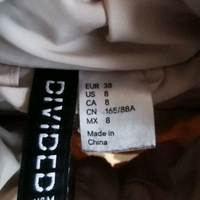 DIVIDED
EUR 38
US 8
CA 8
CN 165/88A
MX 8
Made in
China